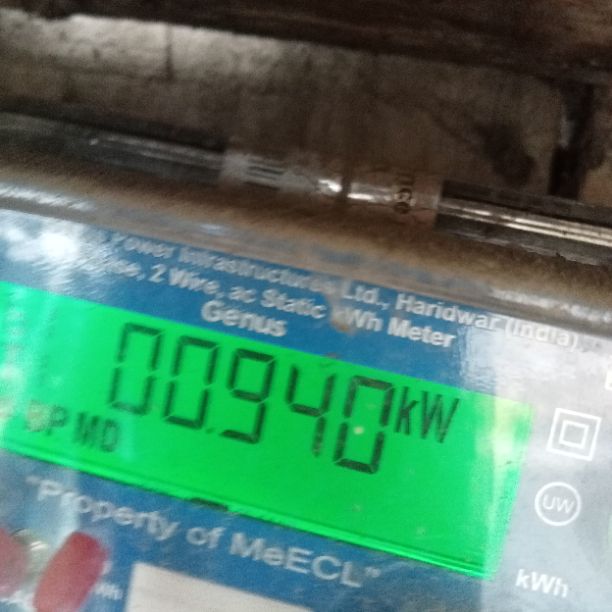 Power Infrastructures Ltd., Haridwar (India)
2 Wire, ac Static kWh Meter
Genus
00.940 kW
BP MD
UW
"Property of MeECL"
kWh